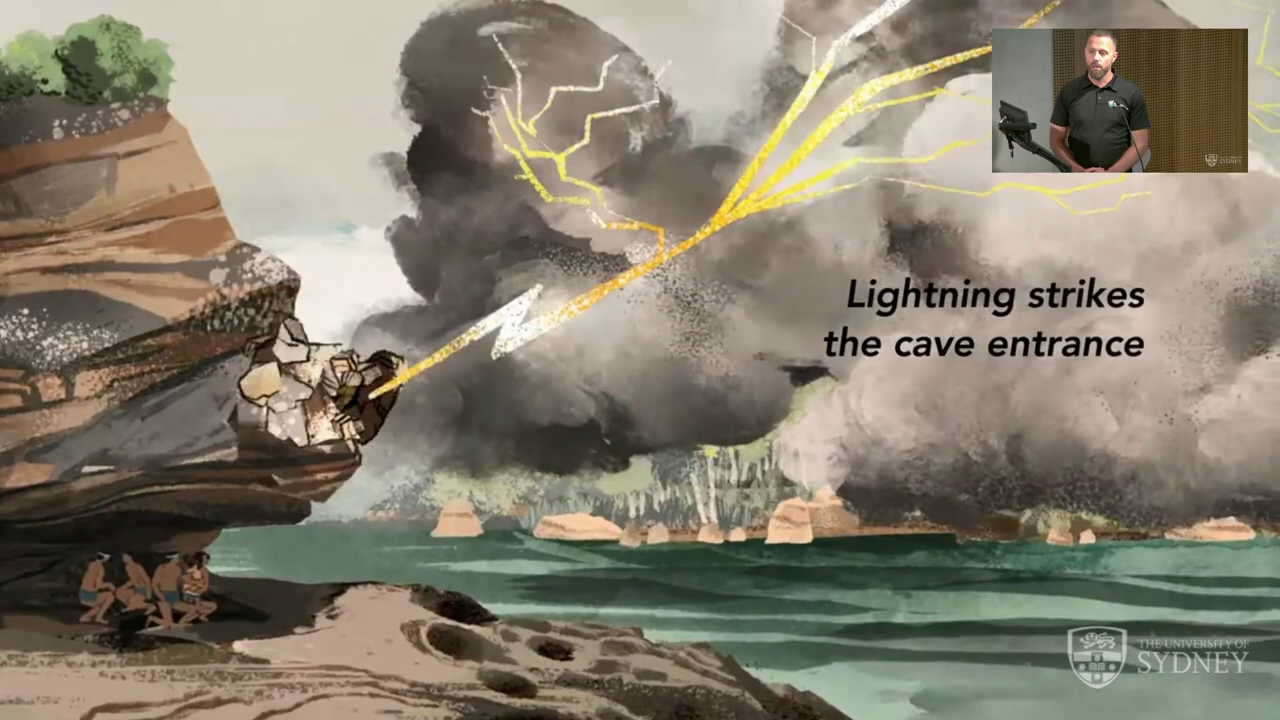 Lightning strikes
the cave entrance
THE UNIVERSITY OF
SYDNEY